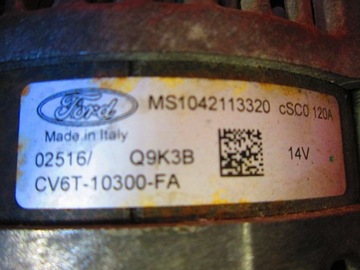 Ford MS1042113320 cSC0 120A
Made in Italy
02516/ Q9K3B 14V
CV6T-10300-FA